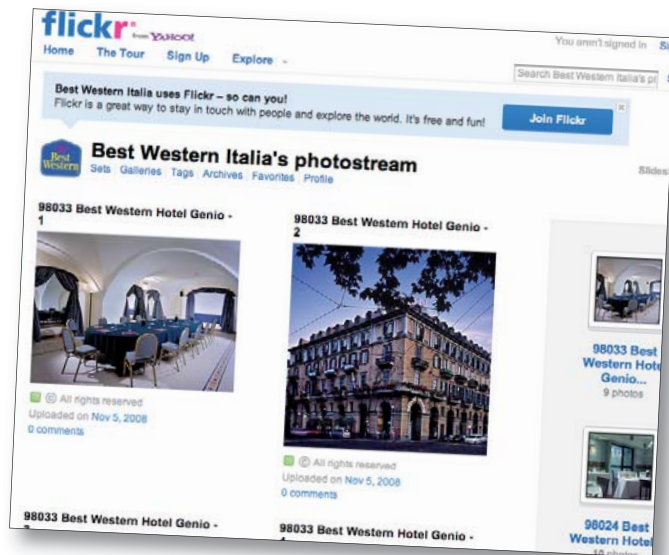 flickr from YAHOO!
You aren't signed in
Home The Tour Sign Up Explore
Search Best Western Italia's
Best Western Italia uses Flickr – so can you!
Flickr is a great way to stay in touch with people and explore the world. It's free and fun!
Join Flickr
Best Western
Best Western Italia's photostream
Sets Galleries Tags Archives Favorites Profile
98033 Best Western Hotel Genio -
1
© All rights reserved
Uploaded on Nov 5, 2008
0 comments
98033 Best Western Hotel Genio -
2
© All rights reserved
Uploaded on Nov 5, 2008
0 comments
98033 Best
Western Hote
Genio...
9 photos
98024 Best
Western Hotel
98033 Best Western Hotel Genio -
98033 Best Western Hotel Genio -